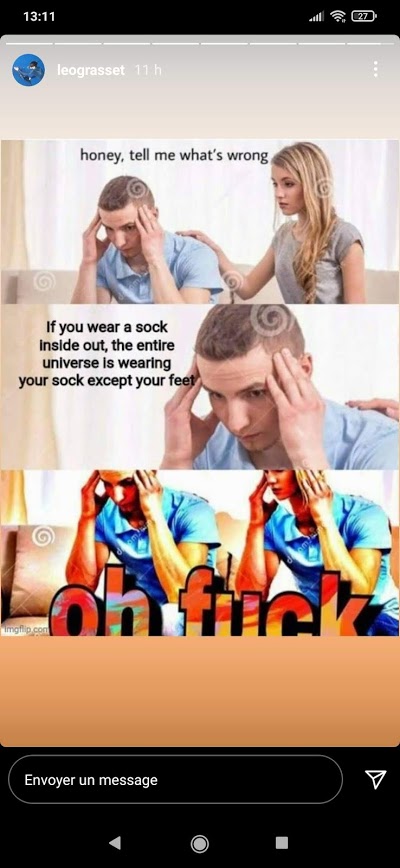 13:11
27
leograsset 11 h
honey, tell me what's wrong
If you wear a sock
inside out, the entire
universe is wearing
your sock except your feet
oh fuck
imgflip.com
Envoyer un message